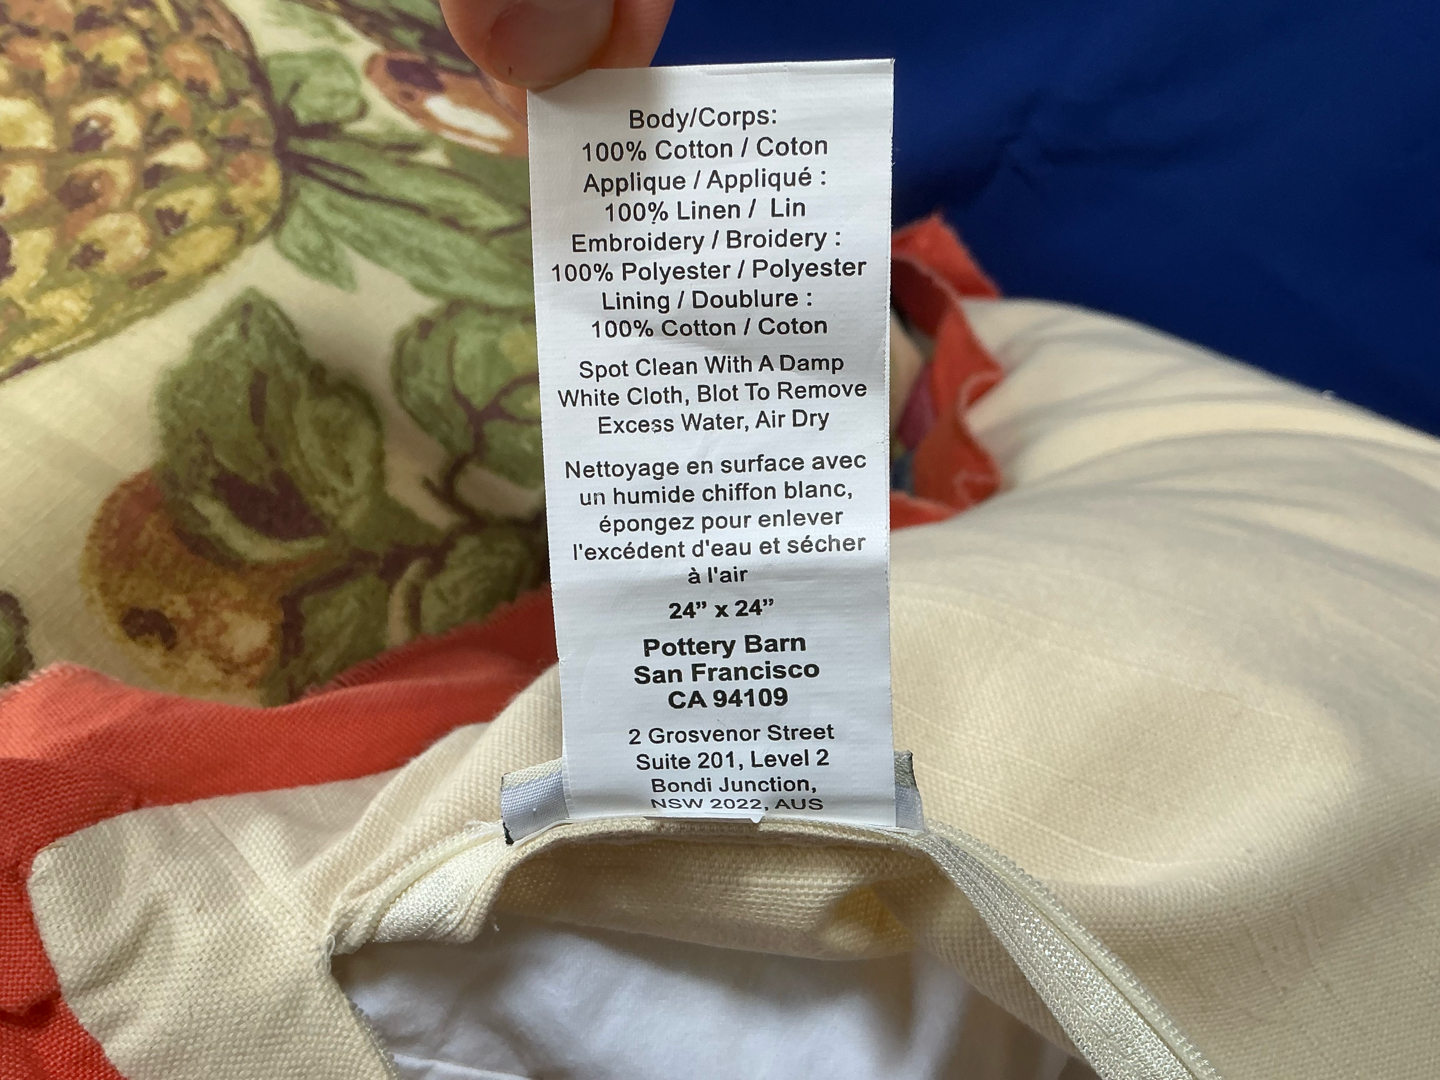 Body/Corps:
100% Cotton / Coton
Applique / Appliqué :
100% Linen / Lin
Embroidery / Broidery :
100% Polyester / Polyester
Lining / Doublure :
100% Cotton / Coton
Spot Clean With A Damp
White Cloth, Blot To Remove
Excess Water, Air Dry
Nettoyage en surface avec
un humide chiffon blanc,
épongez pour enlever
l'excédent d'eau et sécher
à l'air
24” x 24”
Pottery Barn
San Francisco
CA 94109
2 Grosvenor Street
Suite 201, Level 2
Bondi Junction,
NSW 2022, AUS